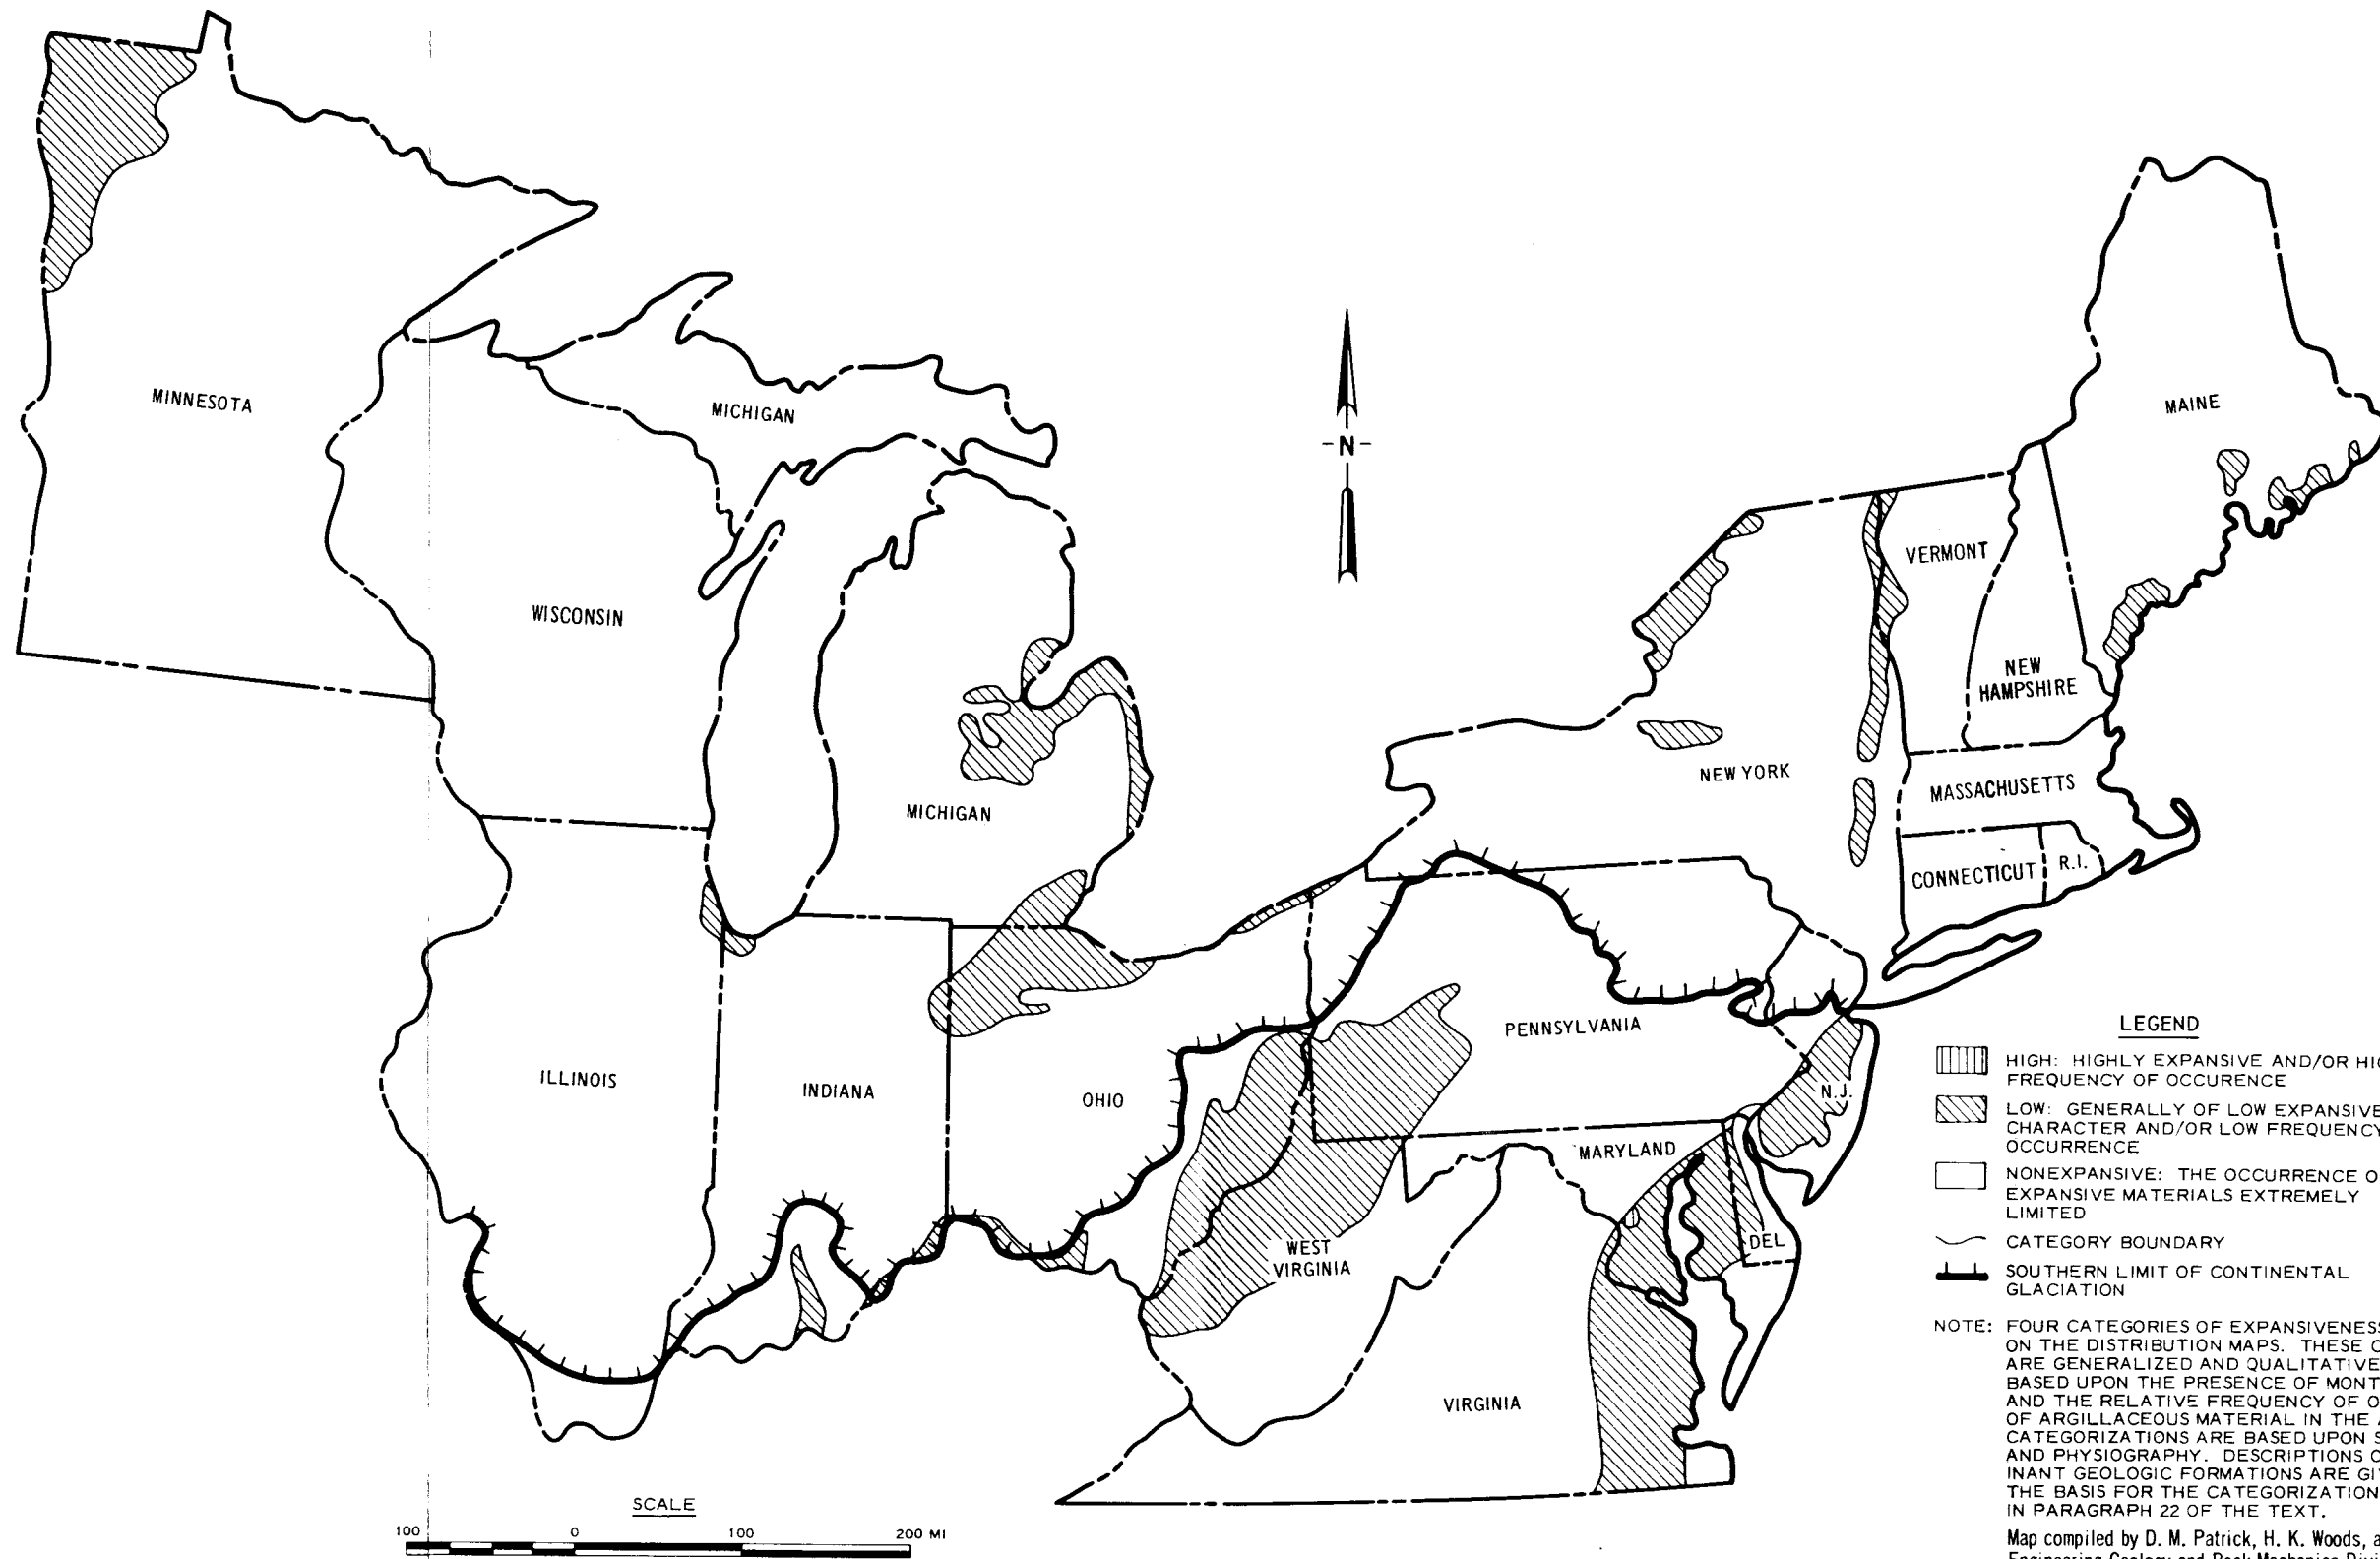 MINNESOTA
MICHIGAN
WISCONSIN
MICHIGAN
ILLINOIS
INDIANA
OHIO
N
MAINE
VERMONT
NEW
HAMPSHIRE
NEW YORK
MASSACHUSETTS
CONNECTICUT
R.I.
PENNSYLVANIA
N.J.
MARYLAND
DEL
WEST
VIRGINIA
VIRGINIA
LEGEND
HIGH: HIGHLY EXPANSIVE AND/OR
FREQUENCY OF OCCURENCE
LOW: GENERALLY OF LOW EXPANSIVE
CHARACTER AND/OR LOW FREQUENCY
OCCURRENCE
NONEXPANSIVE: THE OCCURRENCE
EXPANSIVE MATERIALS EXTREMELY
LIMITED
CATEGORY BOUNDARY
SOUTHERN LIMIT OF CONTINENTAL
GLACIATION
NOTE: FOUR CATEGORIES OF EXPANSIVENESS
ON THE DISTRIBUTION MAPS. THESE
ARE GENERALIZED AND QUALITATIVE
BASED UPON THE PRESENCE OF
AND THE RELATIVE FREQUENCY OF
OF ARGILLACEOUS MATERIAL IN THE
CATEGORIZATIONS ARE BASED UPON
AND PHYSIOGRAPHY. DESCRIPTIONS
INANT GEOLOGIC FORMATIONS ARE
THE BASIS FOR THE CATEGORIZATION
IN PARAGRAPH 22 OF THE TEXT.
Map compiled by D. M. Patrick, H. K. Woods,
SCALE
100 0 100 200 MI